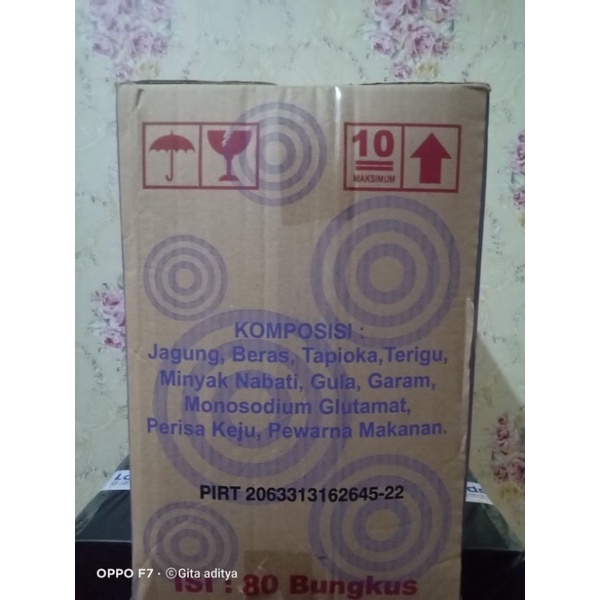 10
MAKSIMUM
KOMPOSISI :
Jagung, Beras, Tapioka,Terigu,
Minyak Nabati, Gula, Garam,
Monosodium Glutamat,
Perisa Keju, Pewarna Makanan.
PIRT 2063313162645-22
ISI : 80 Bungkus
OPPO F7 · ©Gita aditya